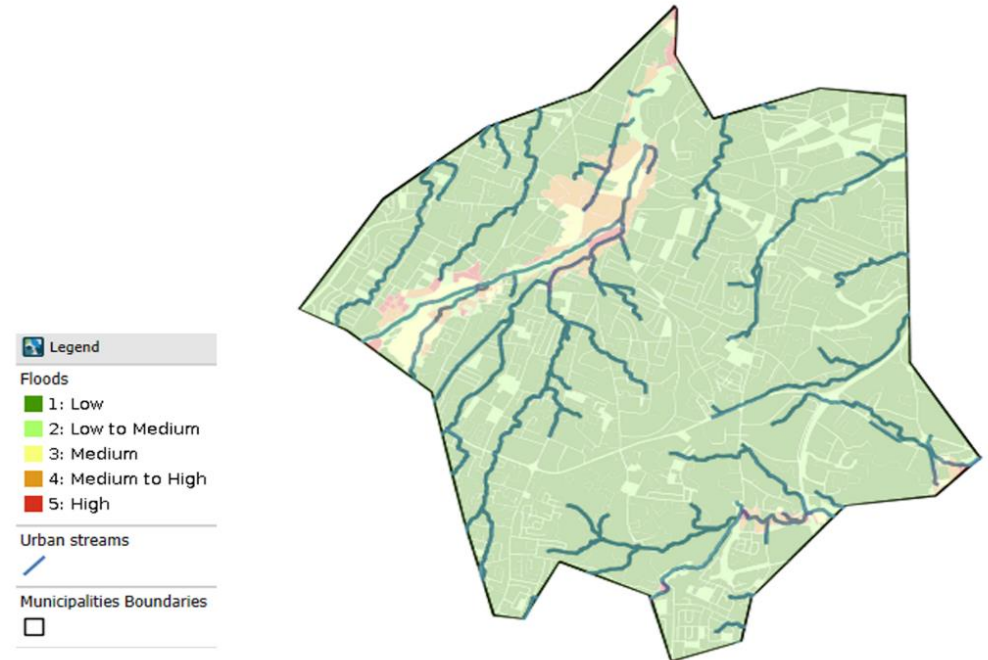 Legend
Floods
1: Low
2: Low to Medium
3: Medium
4: Medium to High
5: High
Urban streams
Municipalities Boundaries